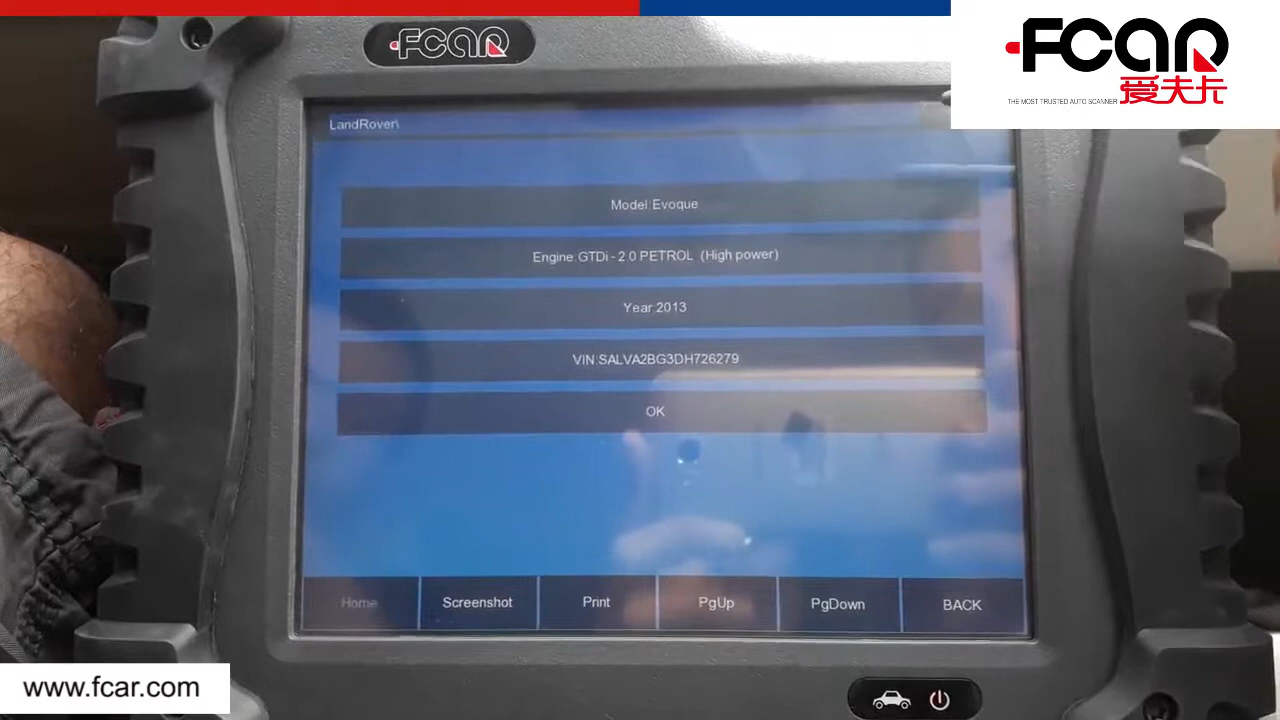 FCAR
FCAR
爱夫卡
THE MOST TRUSTED AUTO SCANNER
LandRover\
Model:Evoque
Engine:GTDi - 2.0 PETROL (High power)
Year:2013
VIN:SALVA2BG3DH726279
OK
Home
Screenshot
Print
PgUp
PgDown
BACK
www.fcar.com